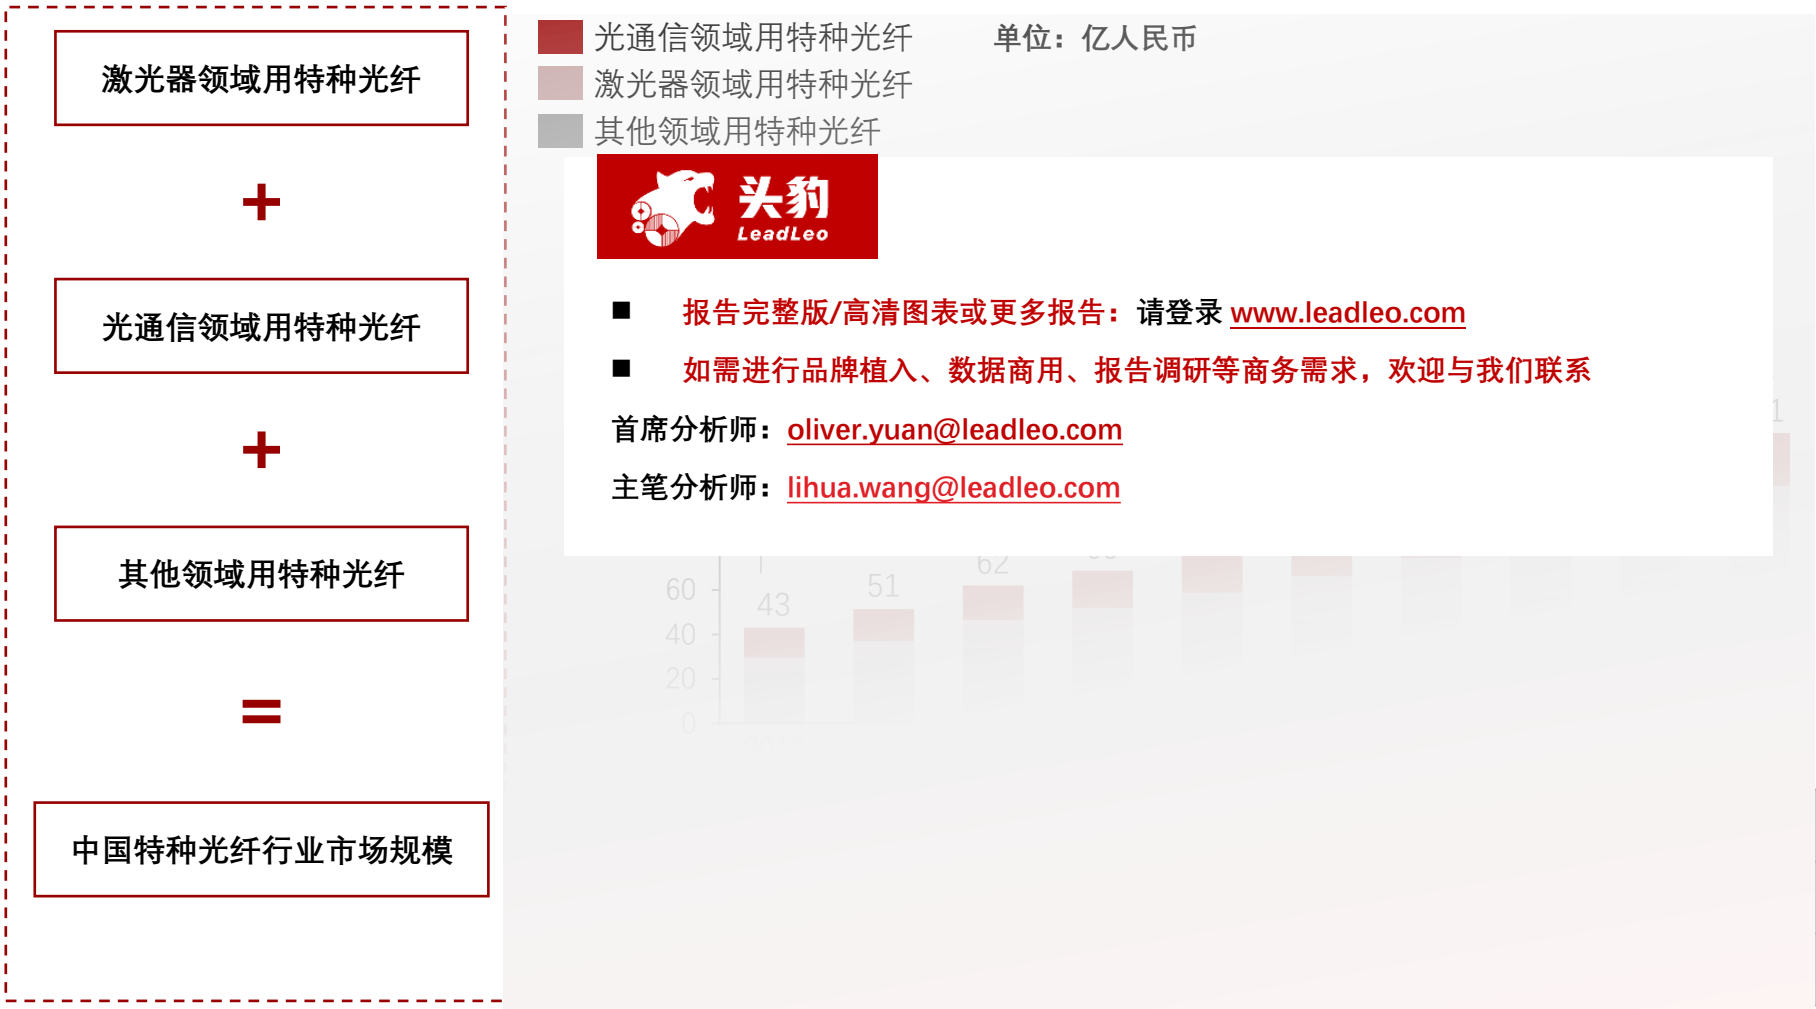 激光器领域用特种光纤
+
光通信领域用特种光纤
+
其他领域用特种光纤
=
中国特种光纤行业市场规模
光通信领域用特种光纤
单位：亿人民币
激光器领域用特种光纤
其他领域用特种光纤
头豹
LeadLeo
报告完整版/高清图表或更多报告：请登录 www.leadleo.com
如需进行品牌植入、数据商用、报告调研等商务需求，欢迎与我们联系
首席分析师：oliver.yuan@leadleo.com
主笔分析师：lihua.wang@leadleo.com
1
62
51
43
60
40
20
0